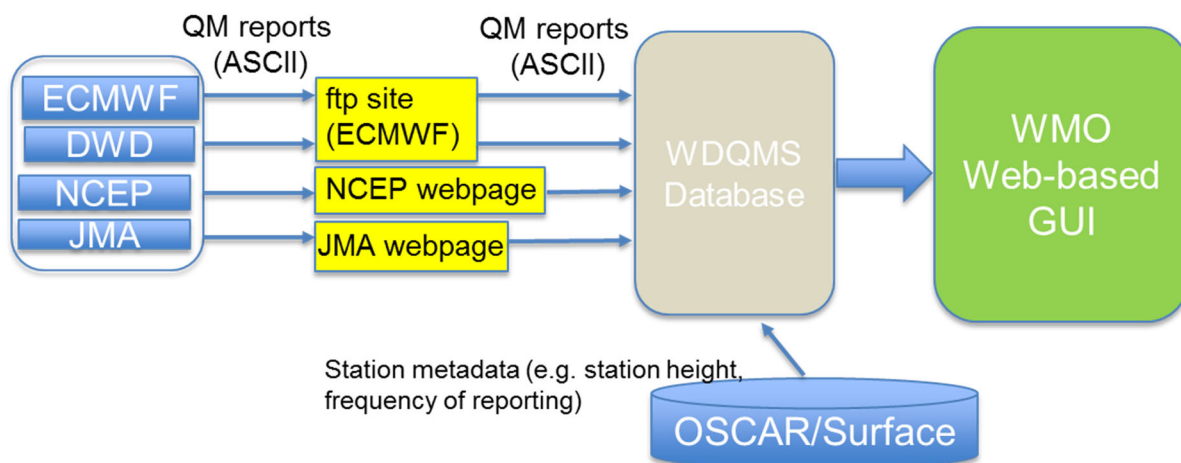 QM reports
(ASCII)
QM reports
(ASCII)
ECMWF
DWD
NCEP
JMA
ftp site
(ECMWF)
NCEP webpage
JMA webpage
WDQMS
Database
WMO
Web-based
GUI
Station metadata (e.g. station height,
frequency of reporting)
OSCAR/Surface